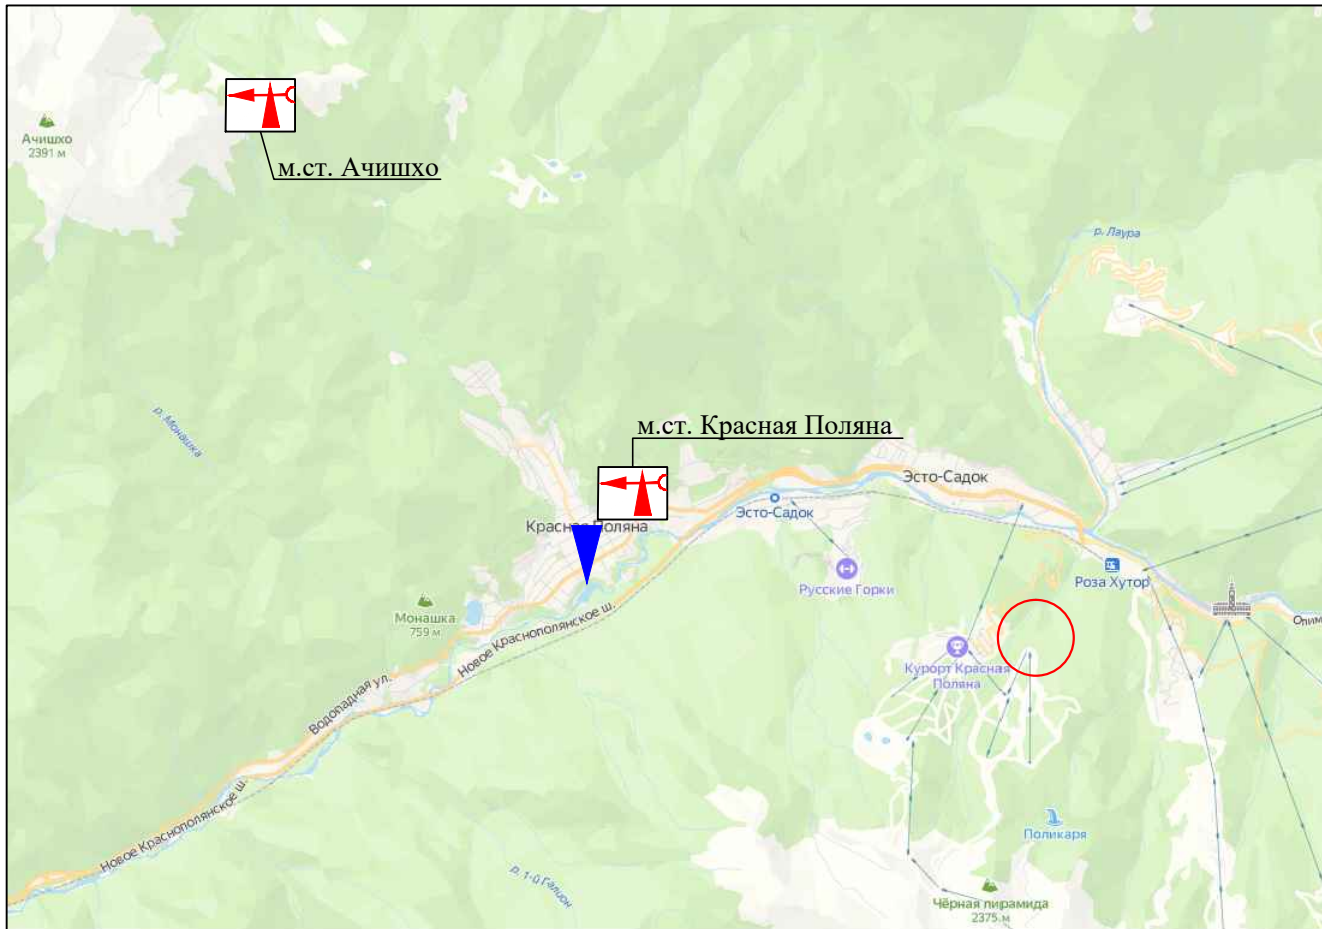 Ачишхо
2391 м
м.ст. Ачишхо
р. Лаура
р. Монашка
м.ст. Красная Поляна
Эсто-Садок
Эсто-Садок
Красная Поляна
Русские Горки
Роза Хутор
Монашка
759 м
Новое Краснополянское ш.
Курорт Красная
Поляна
Водопадная ул.
Новое Краснополянское ш.
Поликаря
р. 1-й Галион
Чёрная пирамида
2375 м